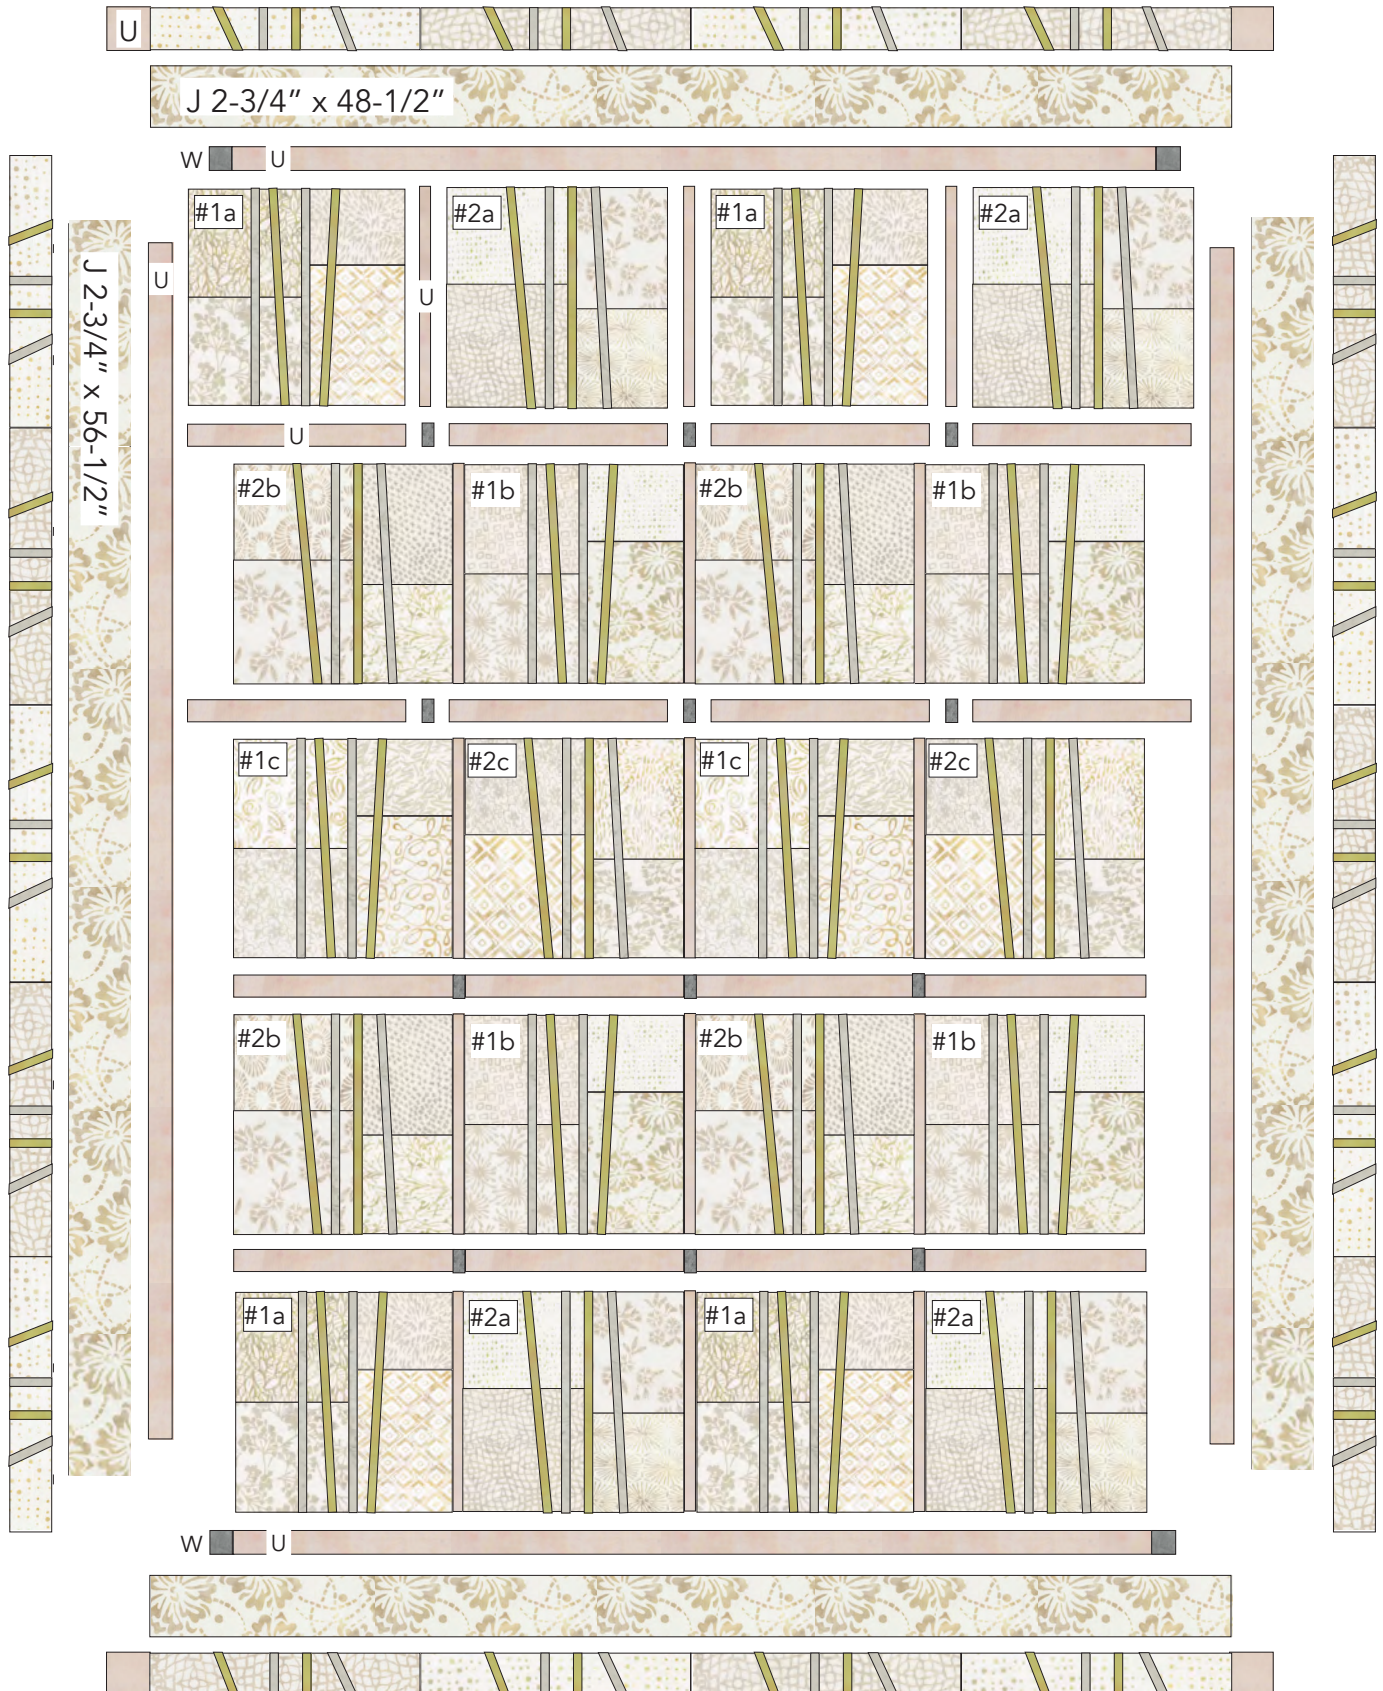 U
J 2-3/4” x 48-1/2”
W U
#1a #2a #1a #2a
U U
J 2-3/4” x 56-1/2”
U
#2b #1b #2b #1b
#1c #2c #1c #2c
#2b #1b #2b #1b
#1a #2a #1a #2a
W U